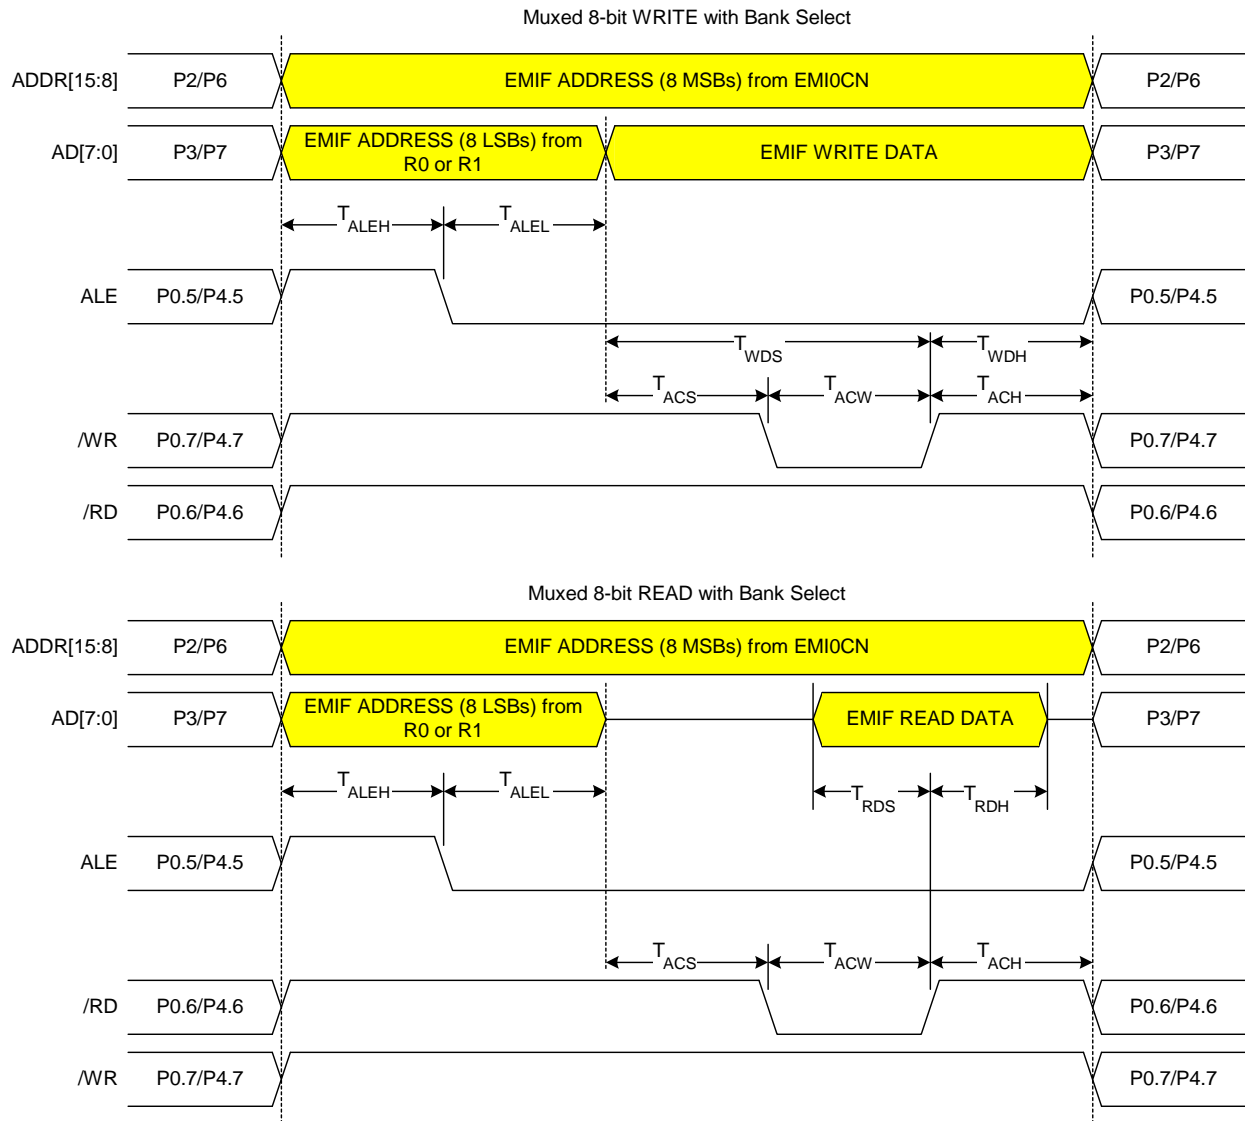 Muxed 8-bit WRITE with Bank Select
ADDR[15:8] P2/P6 EMIF ADDRESS (8 MSBs) from EMI0CN P2/P6
AD[7:0] P3/P7 EMIF ADDRESS (8 LSBs) from R0 or R1 EMIF WRITE DATA P3/P7
TALEH TALEL
ALE P0.5/P4.5 P0.5/P4.5
TWDS TWDH
TACS TACW TACH
/WR P0.7/P4.7 P0.7/P4.7
/RD P0.6/P4.6 P0.6/P4.6
Muxed 8-bit READ with Bank Select
ADDR[15:8] P2/P6 EMIF ADDRESS (8 MSBs) from EMI0CN P2/P6
AD[7:0] P3/P7 EMIF ADDRESS (8 LSBs) from R0 or R1 EMIF READ DATA P3/P7
TALEH TALEL TRDS TRDH
ALE P0.5/P4.5 P0.5/P4.5
TACS TACW TACH
/RD P0.6/P4.6 P0.6/P4.6
/WR P0.7/P4.7 P0.7/P4.7